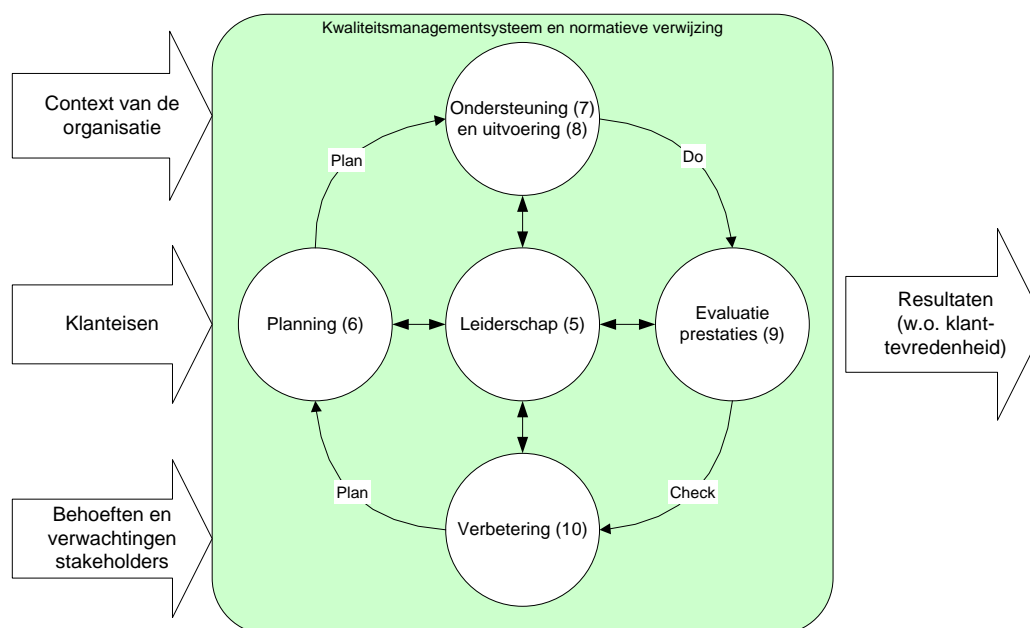 Kwaliteitsmanagementsysteem en normatieve verwijzing
Context van de
organisatie
Klanteisen
Behoeften en
verwachtingen
stakeholders
Ondersteuning (7)
en uitvoering (8)
Plan
Do
Planning (6)
Leiderschap (5)
Evaluatie
prestaties (9)
Plan
Check
Verbetering (10)
Resultaten
(w.o. klant-
tevredenheid)